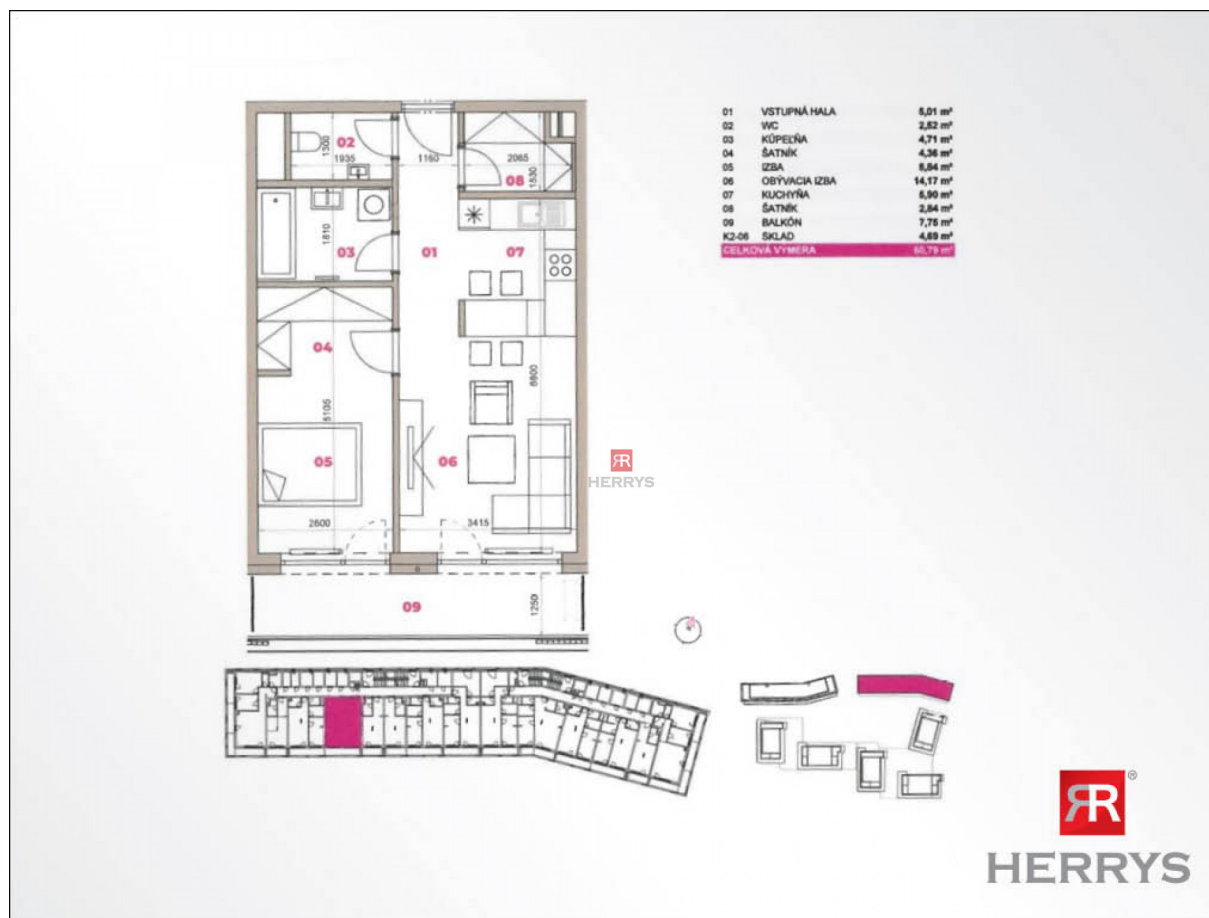 01 VSTUPNÁ HALA 5,01 m²
02 WC 2,52 m²
03 KÚPEĽŇA 4,71 m²
04 ŠATNÍK 4,36 m²
05 IZBA 8,84 m²
06 OBÝVACIA IZBA 14,17 m²
07 KUCHYŇA 5,90 m²
08 ŠATNÍK 2,84 m²
09 BALKÓN 7,75 m²
K2-06 SKLAD 4,69 m²
CELKOVÁ VÝMERA 60,79 m²
02
1300
1935
1160
2065
08
1530
1810
03
01
07
04
5105
6800
05
06
RR
HERRYS
2600
3415
09
1250
RR®
HERRYS